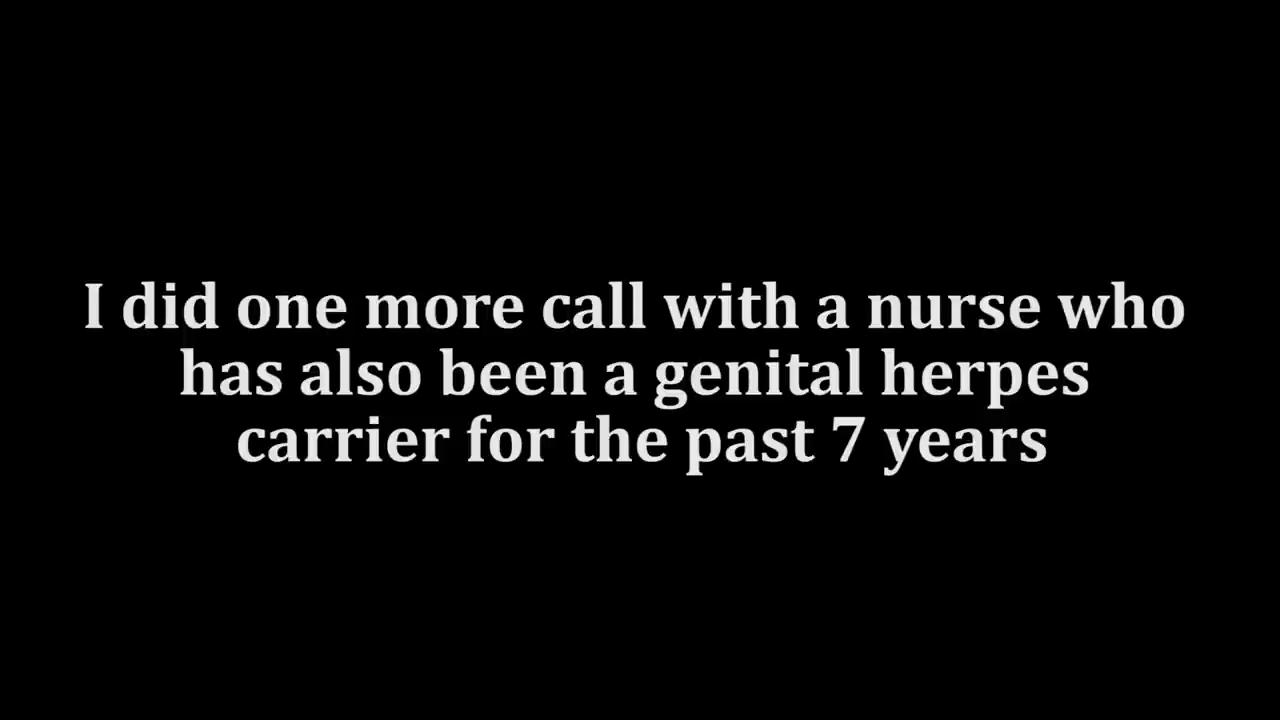 I did one more call with a nurse who
has also been a genital herpes
carrier for the past 7 years